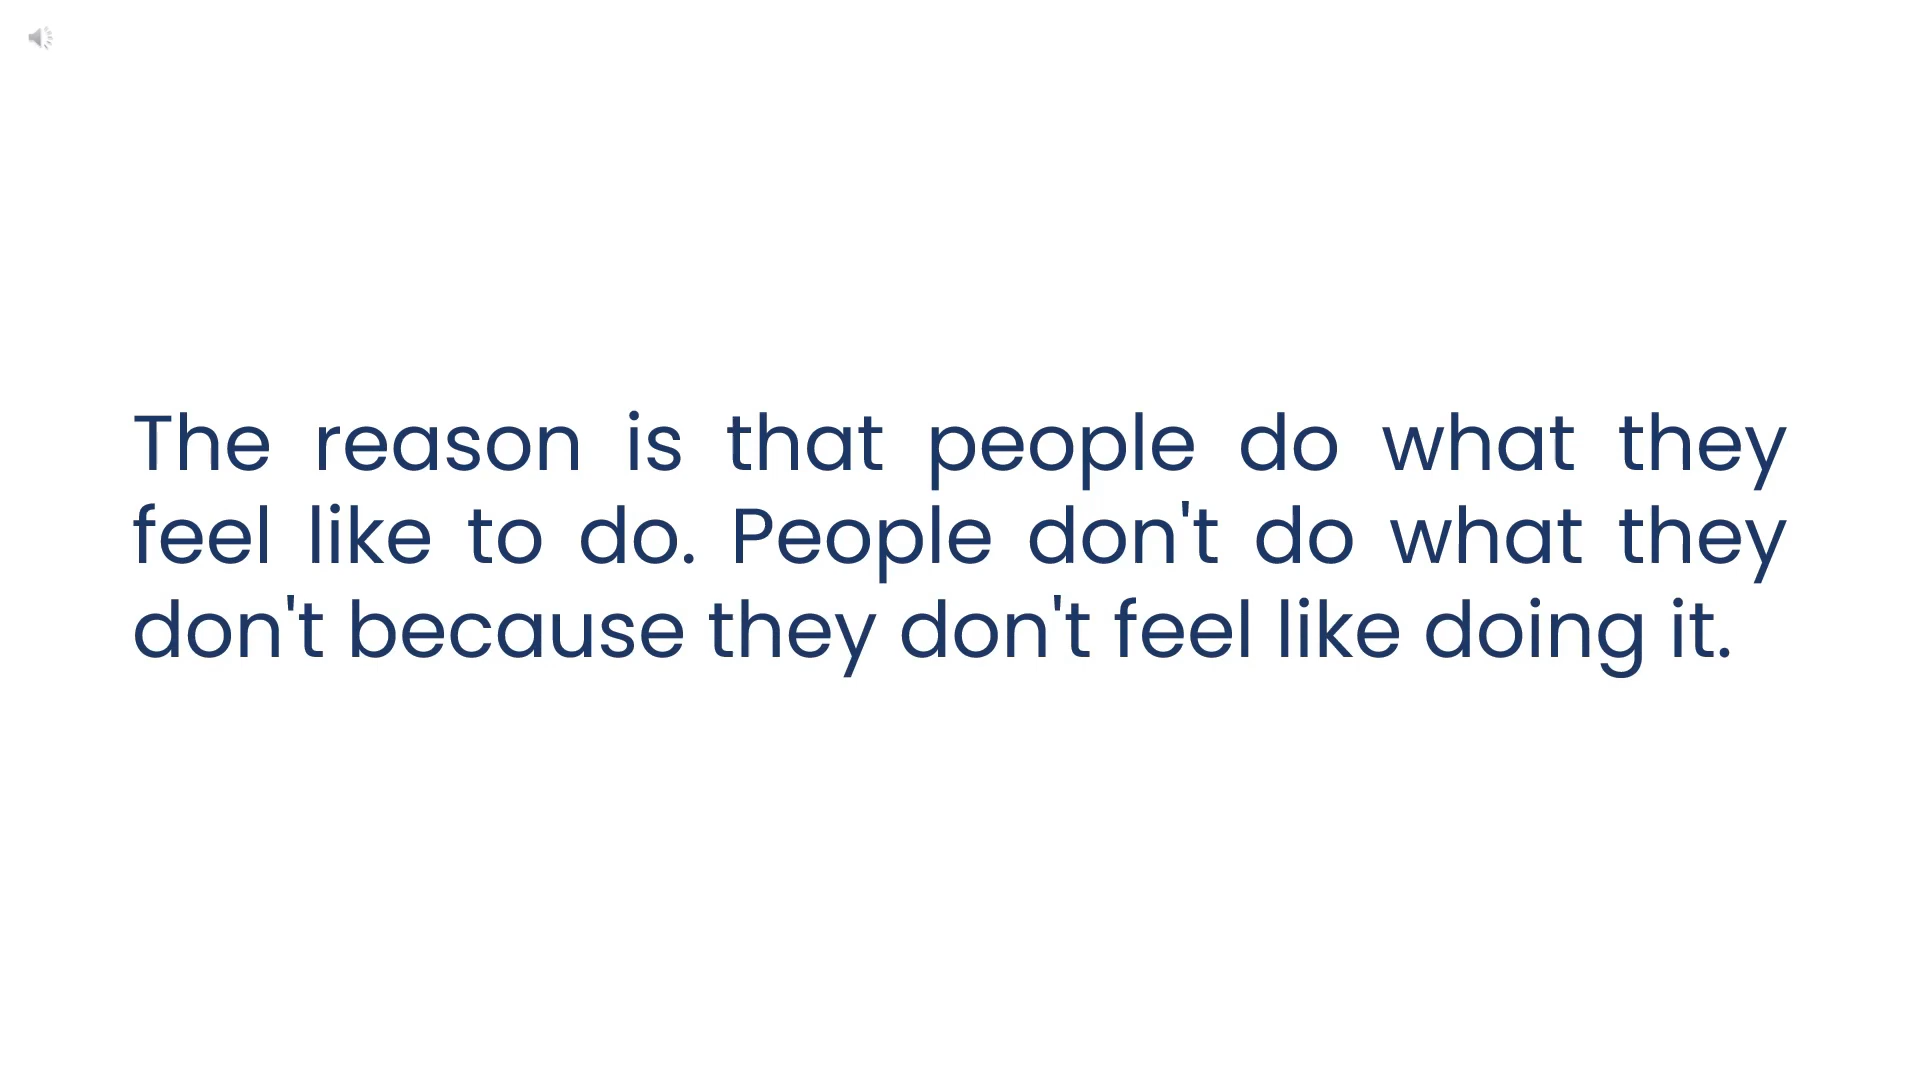 The reason is that people do what they
feel like to do. People don't do what they
don't because they don't feel like doing it.